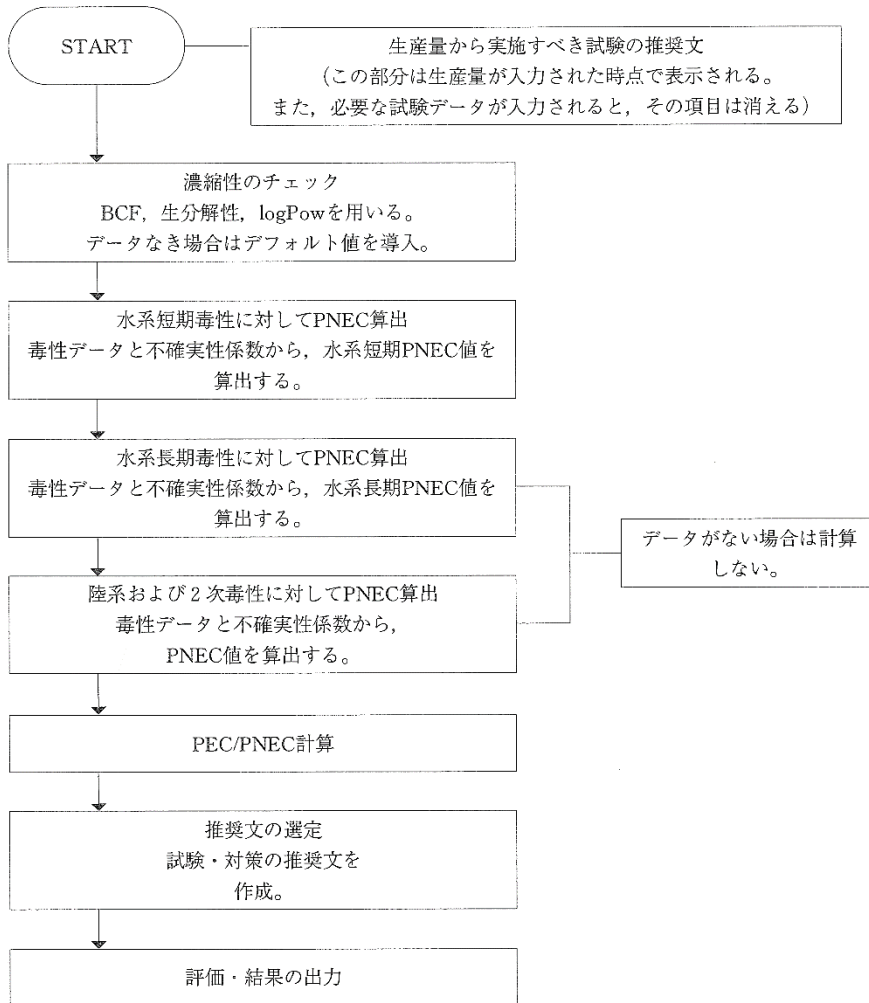 START
生産量から実施すべき試験の推奨文
(この部分は生産量が入力された時点で表示される。
また，必要な試験データが入力されると，その項目は消える)
濃縮性のチェック
BCF，生分解性，logPowを用いる。
データなき場合はデフォルト値を導入。
水系短期毒性に対してPNEC算出
毒性データと不確実性係数から，水系短期PNEC値を
算出する。
水系長期毒性に対してPNEC算出
毒性データと不確実性係数から，水系長期PNEC値を
算出する。
データがない場合は計算
しない。
陸系および2次毒性に対してPNEC算出
毒性データと不確実性係数から，
PNEC値を算出する。
PEC/PNEC計算
推奨文の選定
試験・対策の推奨文を
作成。
評価・結果の出力